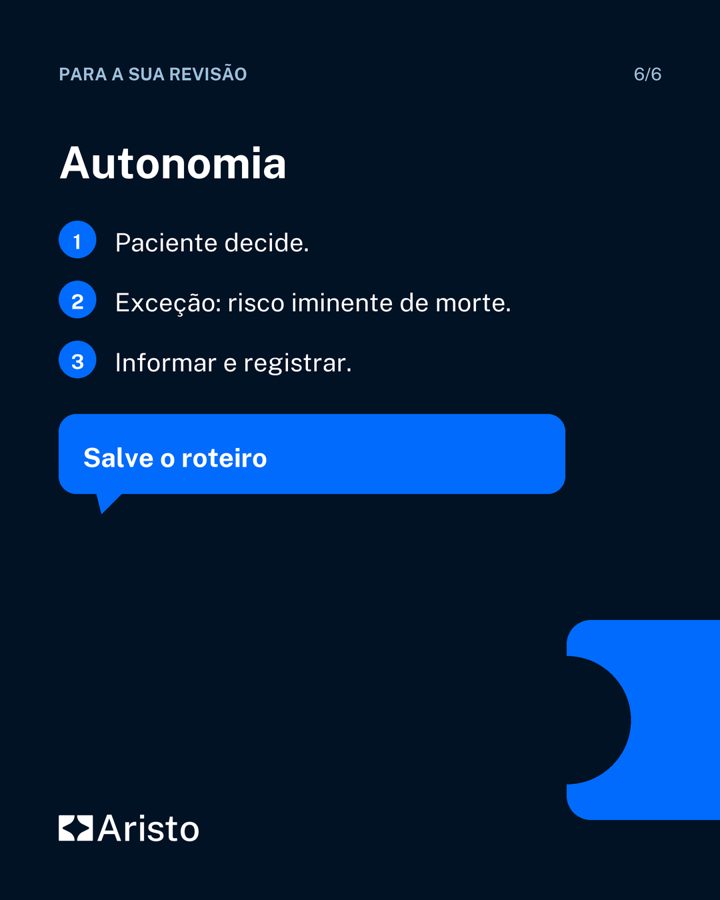 PARA A SUA REVISÃO
6/6
Autonomia
1 Paciente decide.
2 Exceção: risco iminente de morte.
3 Informar e registrar.
Salve o roteiro
Aristo